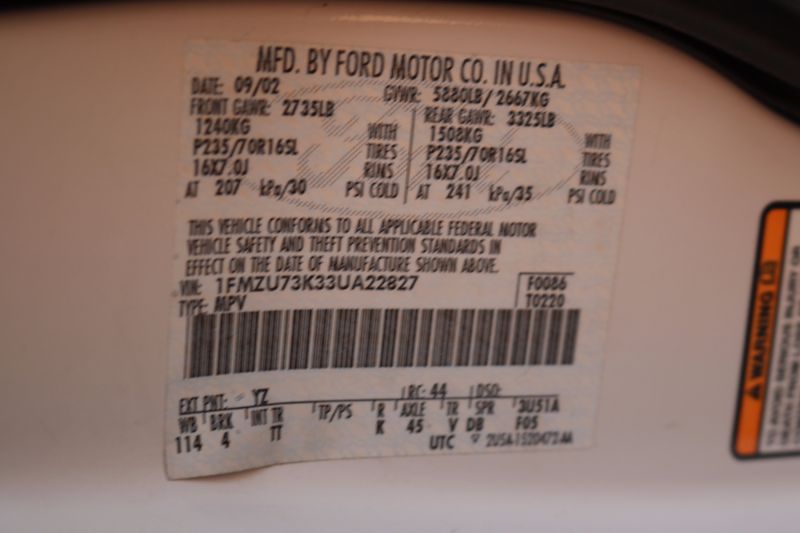 MFD. BY FORD MOTOR CO. IN U.S.A.
DATE: 09/02 GVWR: 5880LB/ 2667KG
FRONT GAWR: 2735LB REAR GAWR: 3325LB
1240KG WITH 1508KG WITH
P235/70R16SL TIRES P235/70R16SL TIRES
16X7.0J RIMS 16X7.0J RIMS
AT 207 kPa/30 PSI COLD AT 241 kPa/35 PSI COLD
THIS VEHICLE CONFORMS TO ALL APPLICABLE FEDERAL MOTOR
VEHICLE SAFETY AND THEFT PREVENTION STANDARDS IN
EFFECT ON THE DATE OF MANUFACTURE SHOWN ABOVE.
VIN: 1FMZU73K33UA22827 F0086
TYPE: MPV T0220
EXT PNT: YZ RC: 44 DSO:
WB BRK INT TR TP/PS R AXLE TR SPR 3U51A
114 4 TT K 45 V DB F05
UTC 2U5A-1520472-AA
WARNING